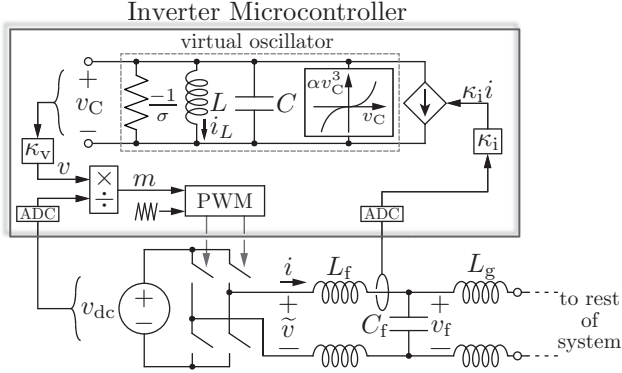 Inverter Microcontroller
virtual oscillator
+
v_C
−
−1/σ
L
i_L
C
αv_C^3
v_C
κ_i i
κ_v
κ_i
v
×
÷
m
PWM
ADC
ADC
v_dc
+
−
i
+
ṽ
−
L_f
C_f
+
v_f
−
L_g
to rest
of
system